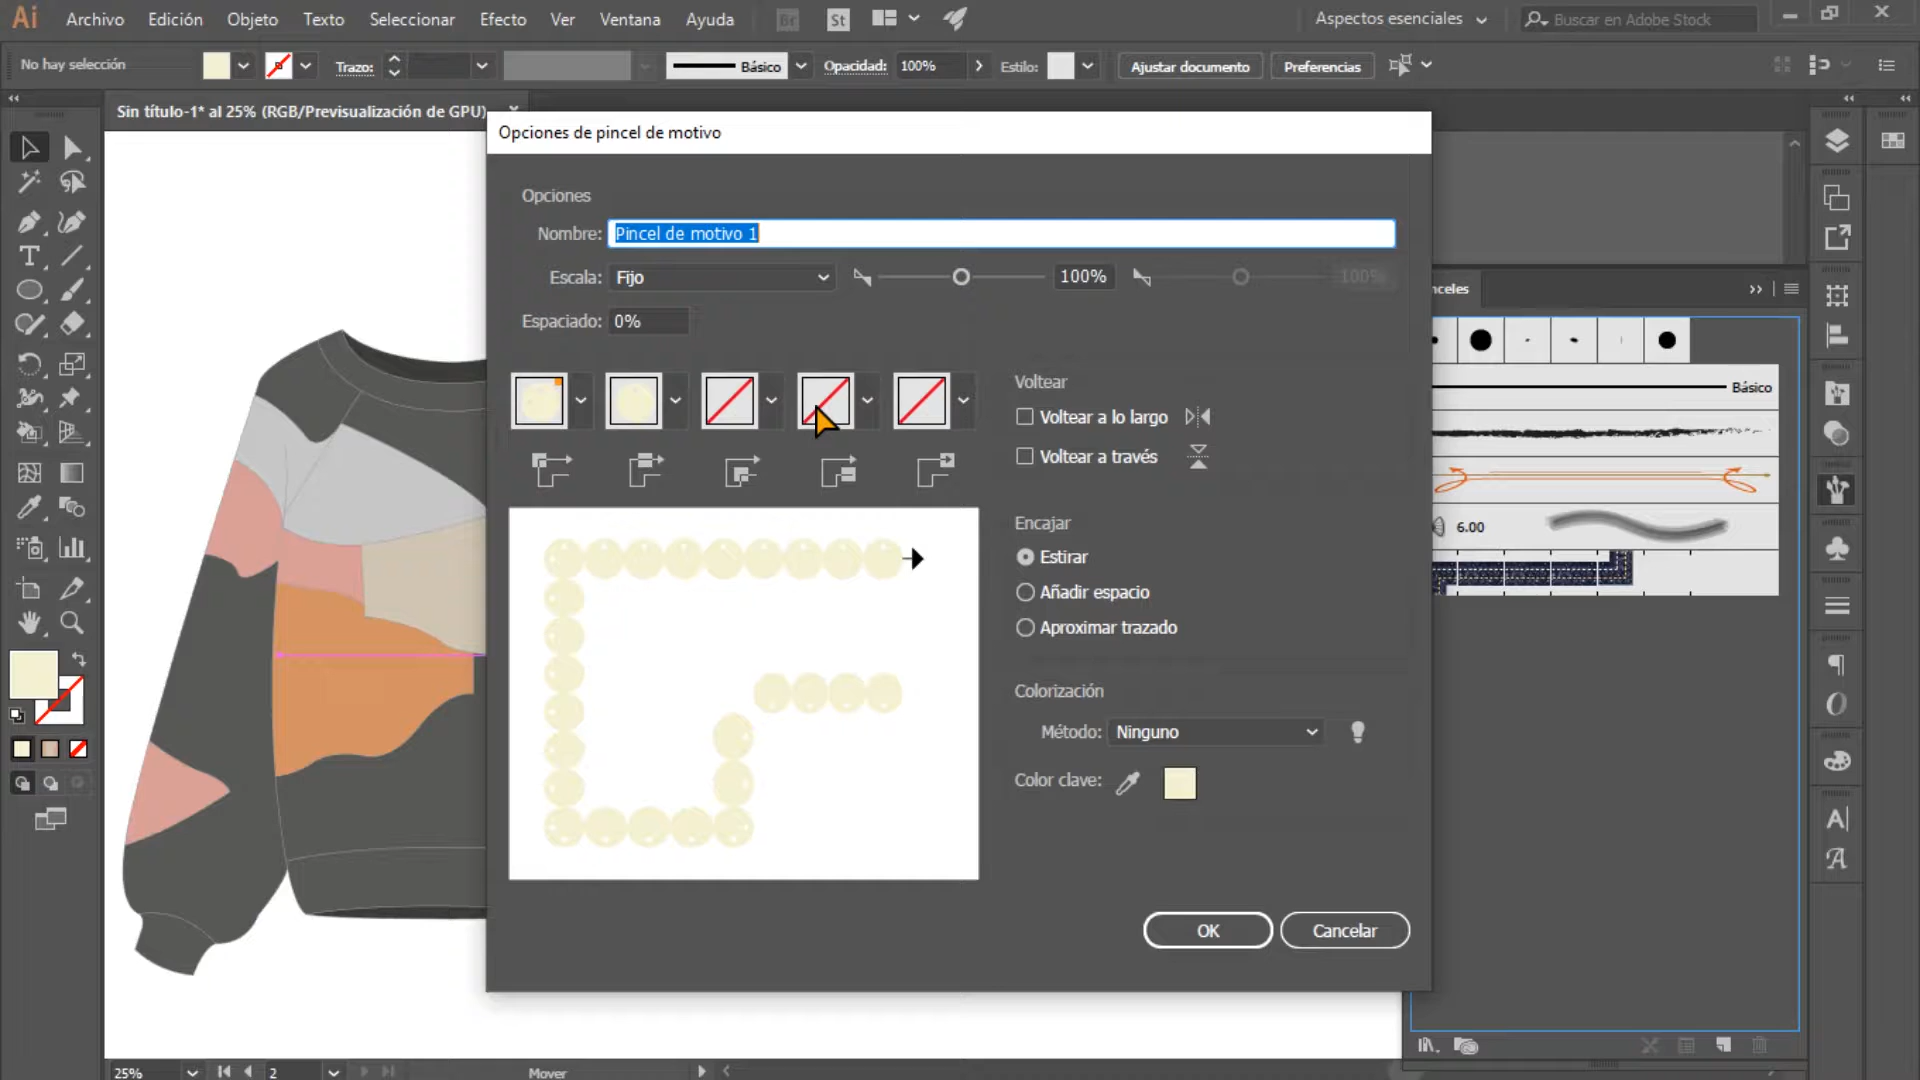 Ai Archivo Edición Objeto Texto Seleccionar Efecto Ver Ventana Ayuda Br St Aspectos esenciales Buscar en Adobe Stock
No hay selección Trazo: Básico Opacidad: 100% Estilo: Ajustar documento Preferencias
Sin título-1* al 25% (RGB/Previsualización de GPU)
Opciones de pincel de motivo
Opciones
Nombre: Pincel de motivo 1
Escala: Fijo 100% 100%
Espaciado: 0%
nceles
Básico
6.00
Voltear
Voltear a lo largo
Voltear a través
Encajar
Estirar
Añadir espacio
Aproximar trazado
Colorización
Método: Ninguno
Color clave:
OK Cancelar
25% 2 Mover